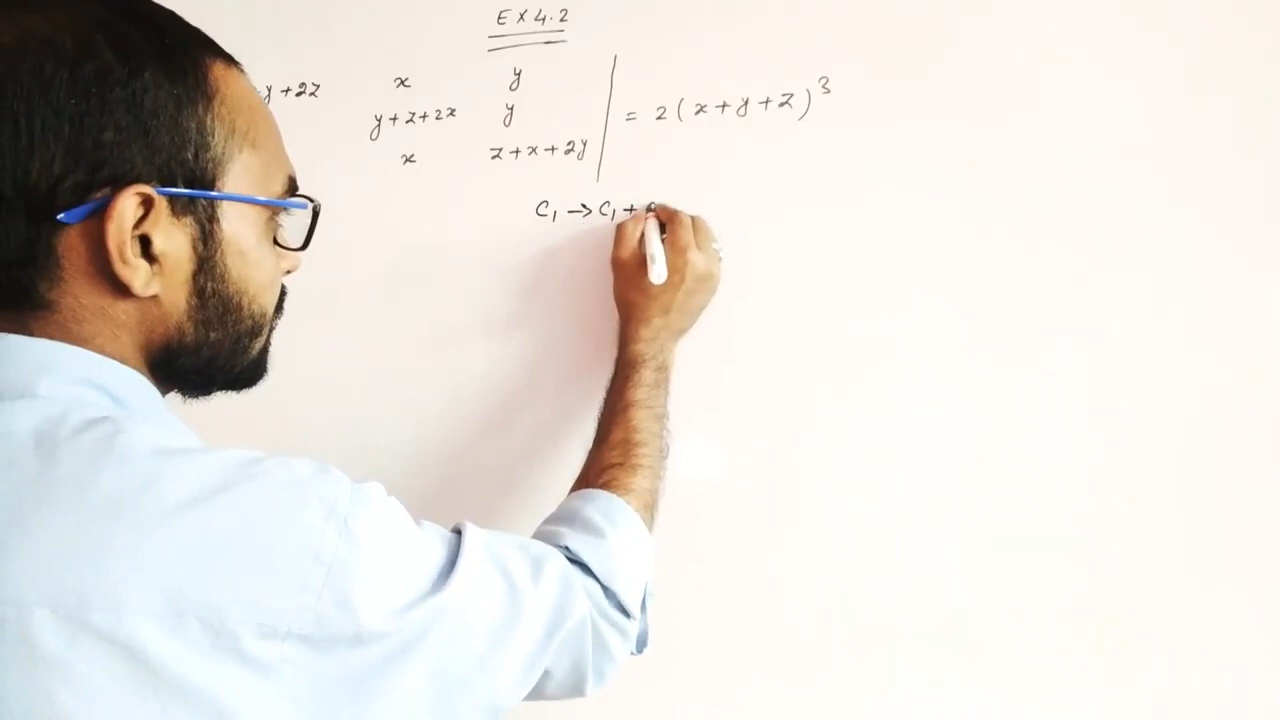 EX 4.2
y+2z x y
y+z+2x y = 2(x+y+z)³
x z+x+2y
C₁→C₁+